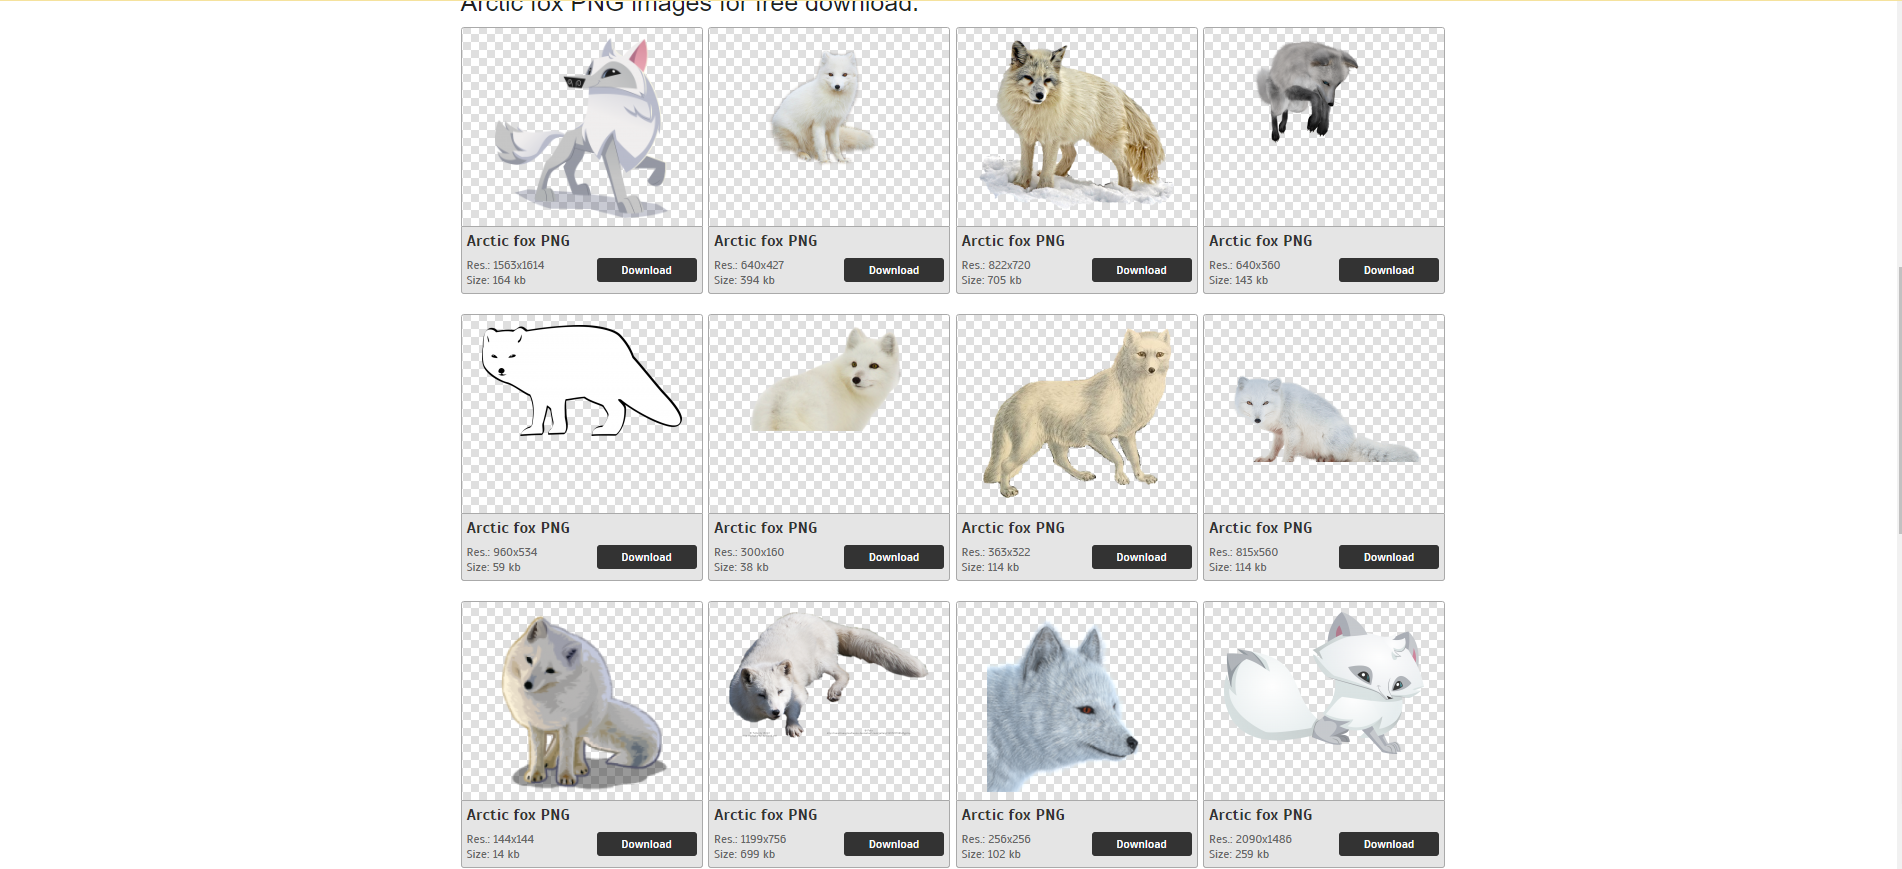 Arctic fox PNG images for free download.
Arctic fox PNG
Res.: 1563x1614
Size: 164 kb
Download
Arctic fox PNG
Res.: 640x427
Size: 394 kb
Download
Arctic fox PNG
Res.: 822x720
Size: 705 kb
Download
Arctic fox PNG
Res.: 640x360
Size: 143 kb
Download
Arctic fox PNG
Res.: 960x534
Size: 59 kb
Download
Arctic fox PNG
Res.: 300x160
Size: 38 kb
Download
Arctic fox PNG
Res.: 363x322
Size: 114 kb
Download
Arctic fox PNG
Res.: 815x560
Size: 114 kb
Download
Arctic fox PNG
Res.: 144x144
Size: 14 kb
Download
Arctic fox PNG
Res.: 1199x756
Size: 699 kb
Download
Arctic fox PNG
Res.: 256x256
Size: 102 kb
Download
Arctic fox PNG
Res.: 2090x1486
Size: 259 kb
Download